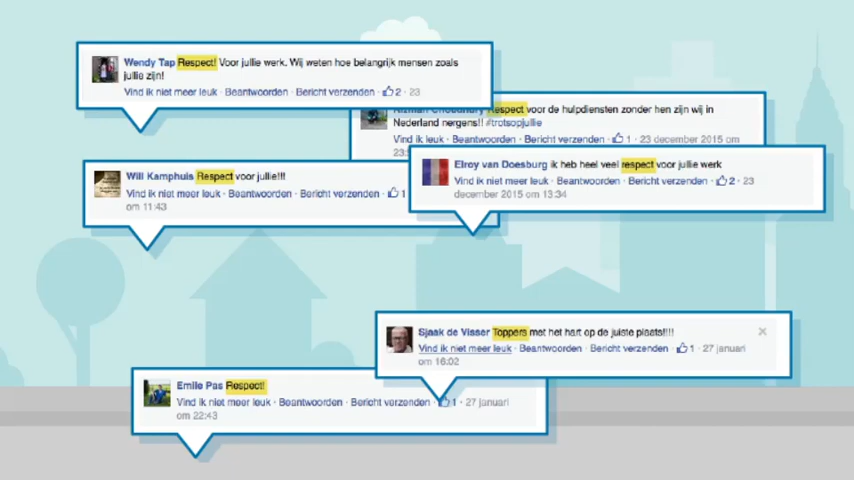 Wendy Tap Respect! Voor jullie werk. Wij weten hoe belangrijk mensen zoals
jullie zijn!
Vind ik niet meer leuk · Beantwoorden · Bericht verzenden · 2 · 23
Respect voor de hulpdiensten zonder hen zijn wij in
Nederland nergens!! #trotsopjullie
Vind ik leuk · Beantwoorden · Bericht verzenden · 1 · 23 december 2015 om
Elroy van Doesburg ik heb heel veel respect voor jullie werk
Vind ik niet meer leuk · Beantwoorden · Bericht verzenden · 2 · 23
december 2015 om 13:34
Will Kamphuis Respect voor jullie!!!
Vind ik niet meer leuk · Beantwoorden · Bericht verzenden · 1
om 11:43
Sjaak de Visser Toppers met het hart op de juiste plaats!!!!
Vind ik niet meer leuk · Beantwoorden · Bericht verzenden · 1 · 27 januari
om 16:02
Emile Pas Respect!
Vind ik niet meer leuk · Beantwoorden · Bericht verzenden · 1 · 27 januari
om 22:43